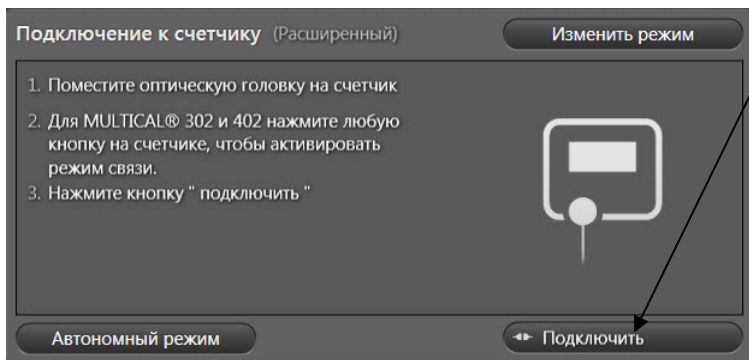 Подключение к счетчику (Расширенный)
Изменить режим
1. Поместите оптическую головку на счетчик
2. Для MULTICAL® 302 и 402 нажмите любую
кнопку на счетчике, чтобы активировать
режим связи.
3. Нажмите кнопку " подключить "
Автономный режим
Подключить